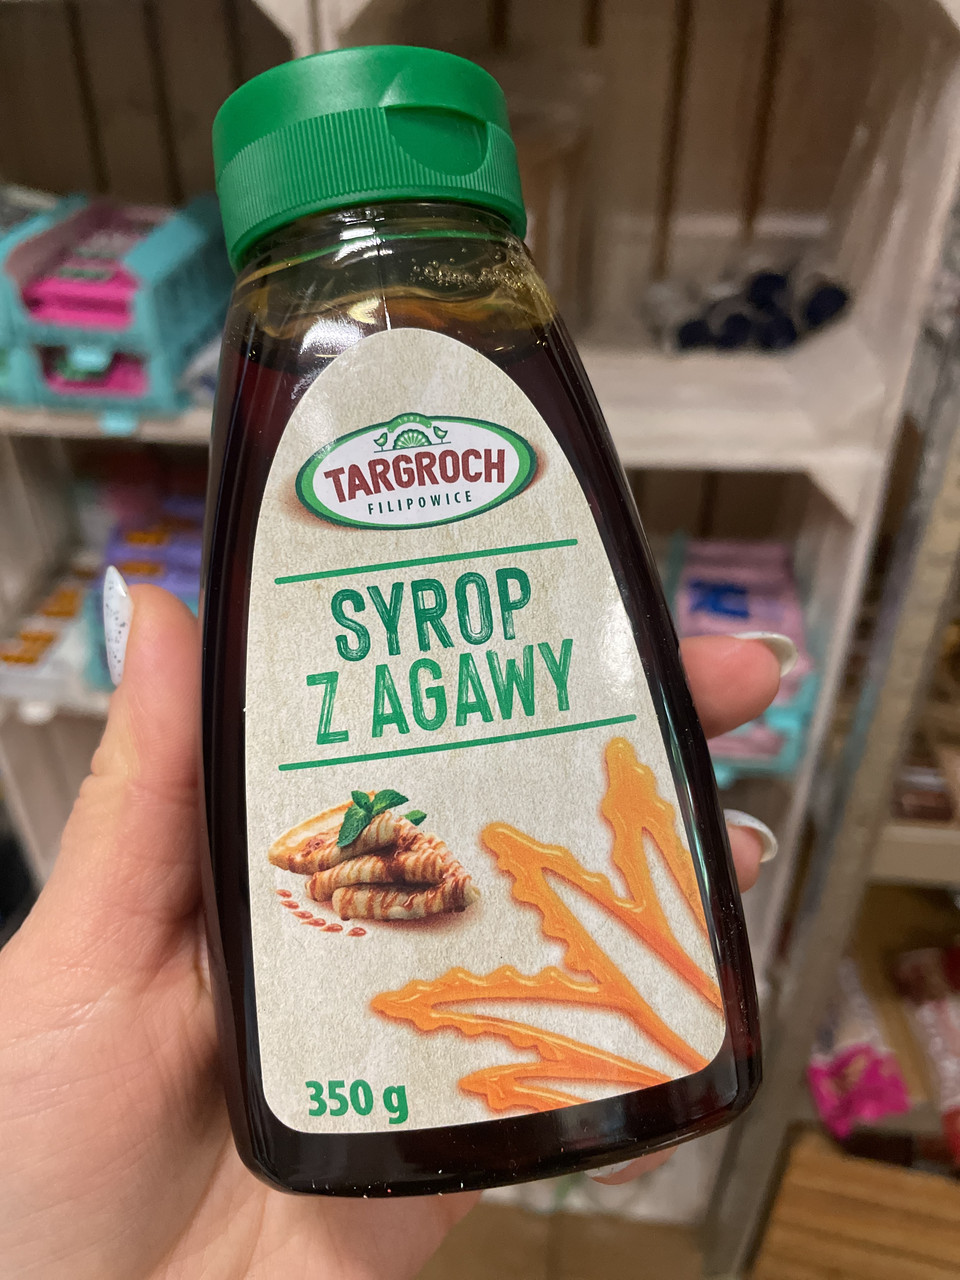 TARGROCH
FILIPOWICE
SYROP
Z AGAWY
350 g